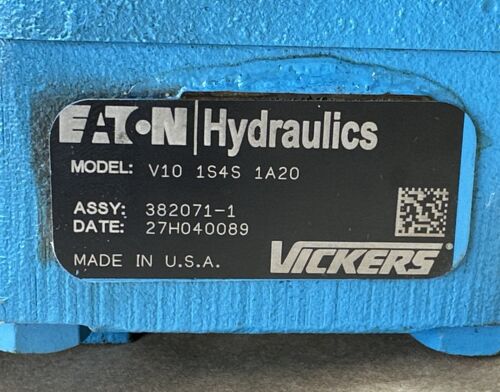 EAT•N | Hydraulics
MODEL: V10 1S4S 1A20
ASSY: 382071-1
DATE: 27H040089
MADE IN U.S.A.
VICKERS®